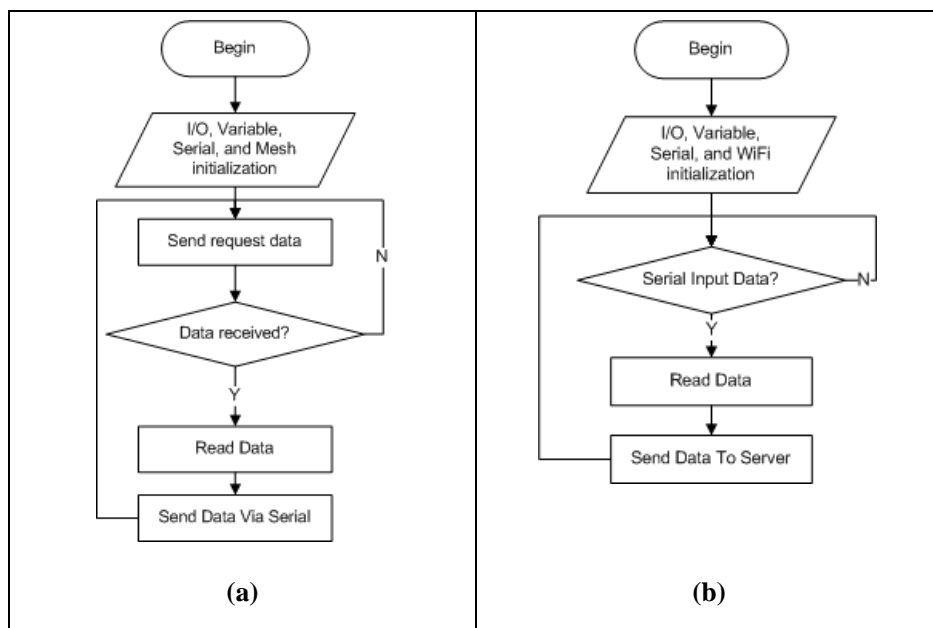 Begin
I/O, Variable,
Serial, and Mesh
initialization
Send request data
N
Data received?
Y
Read Data
Send Data Via Serial
(a)
Begin
I/O, Variable,
Serial, and WiFi
initialization
Serial Input Data?
N
Y
Read Data
Send Data To Server
(b)